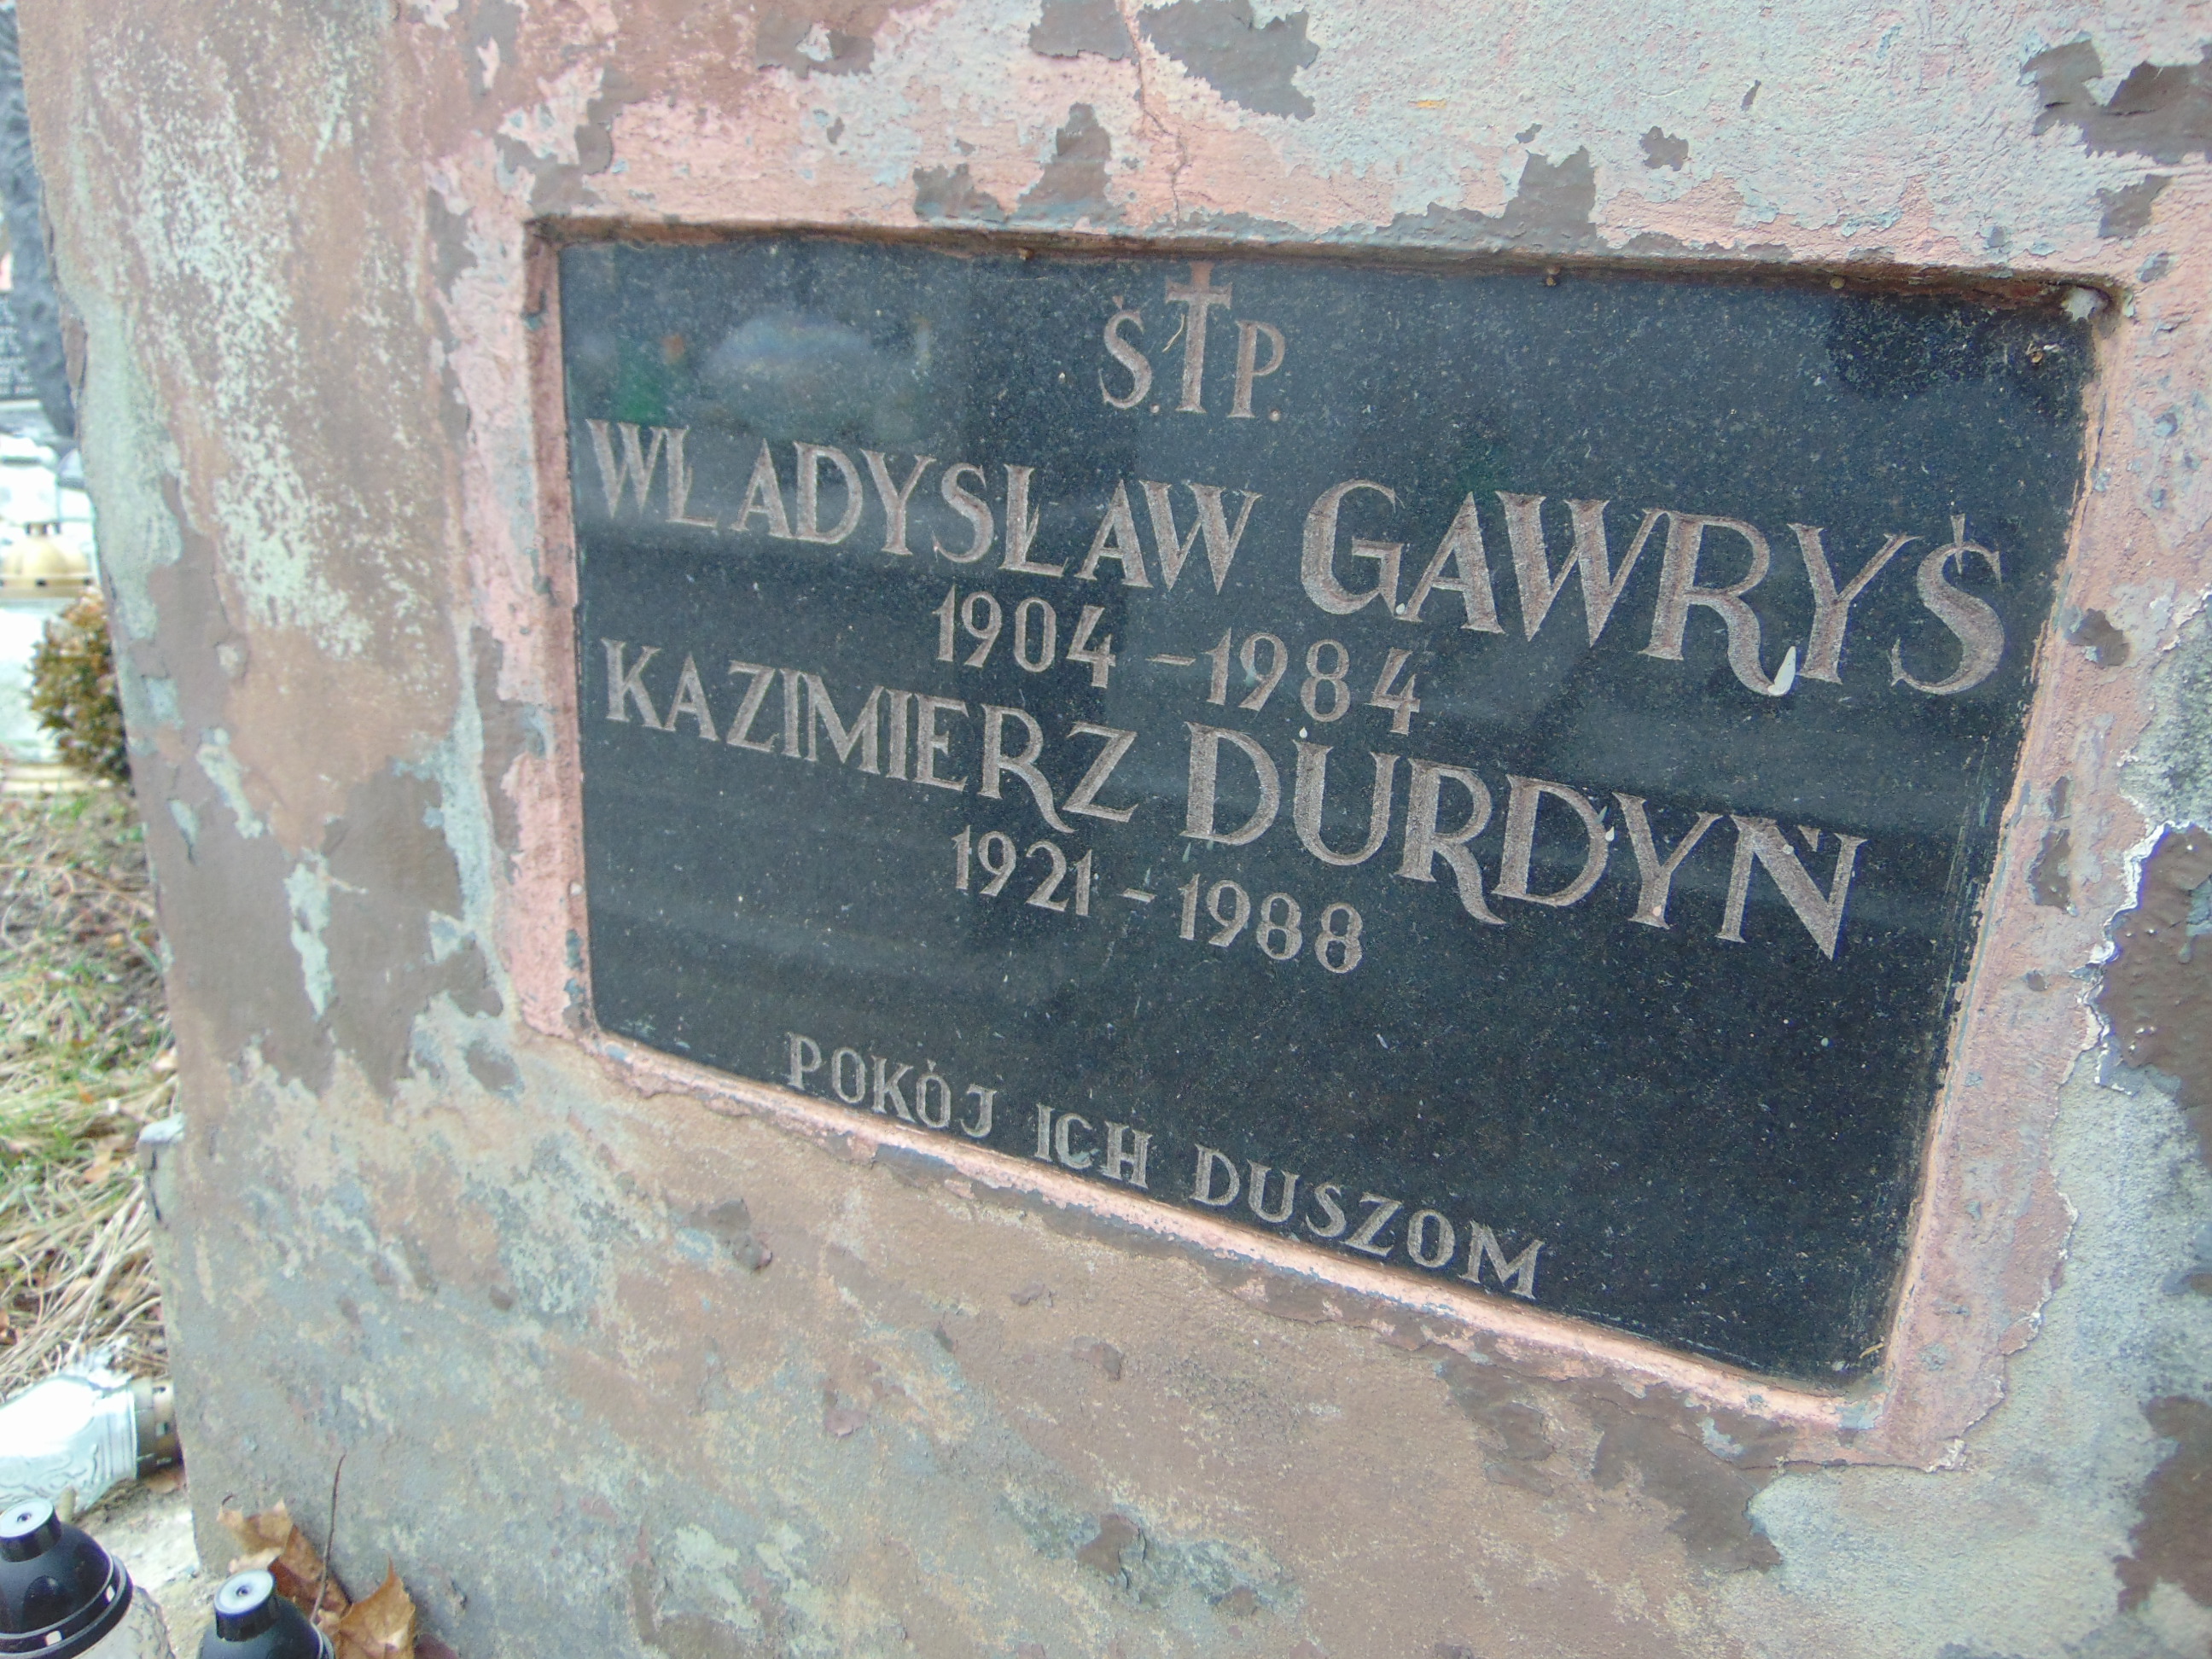 Ś.†P.
WŁADYSŁAW GAWRYŚ
1904 - 1984
KAZIMIERZ DURDYŃ
1921 - 1988
POKÓJ ICH DUSZOM